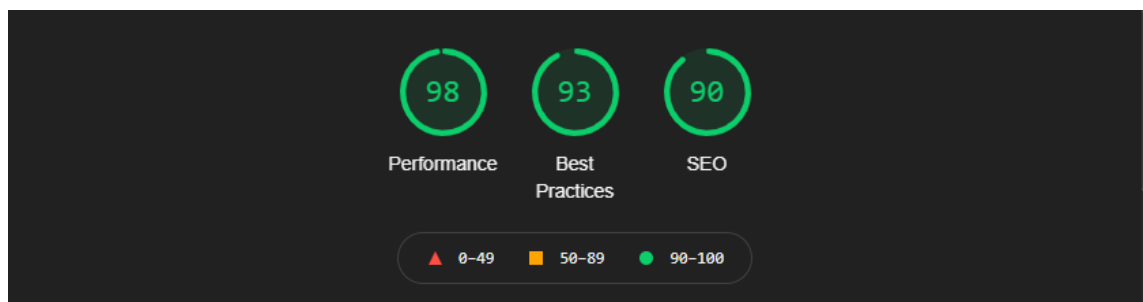 98
93
90
Performance
Best
Practices
SEO
0–49
50–89
90–100